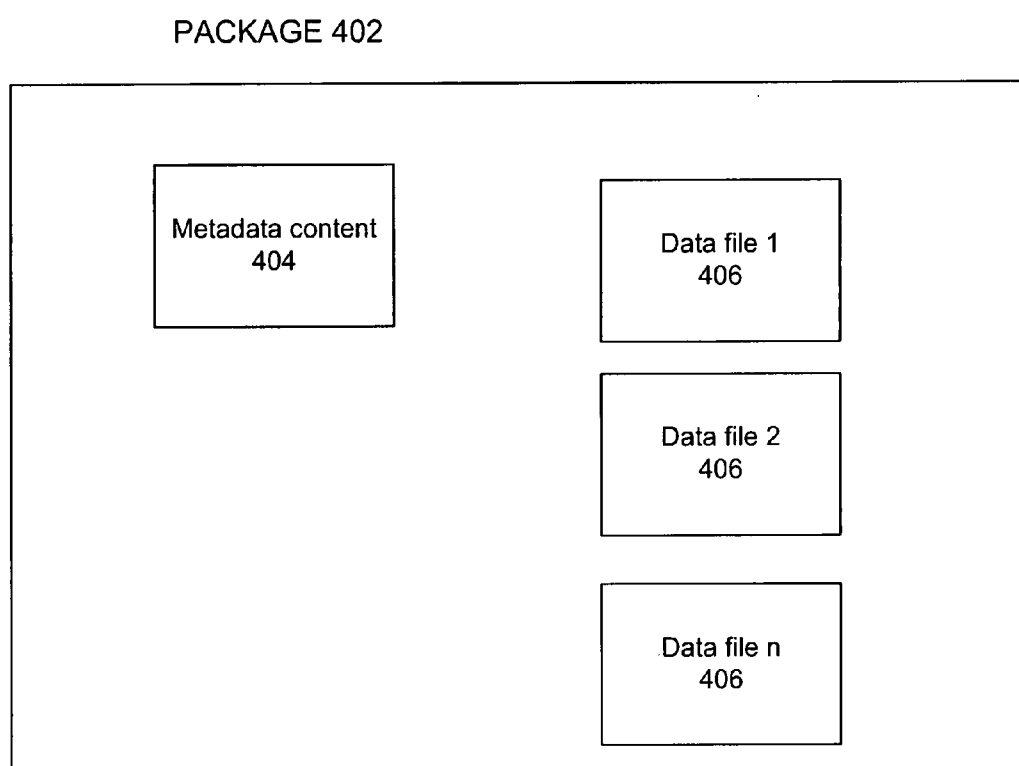 PACKAGE 402
Metadata content
404
Data file 1
406
Data file 2
406
Data file n
406